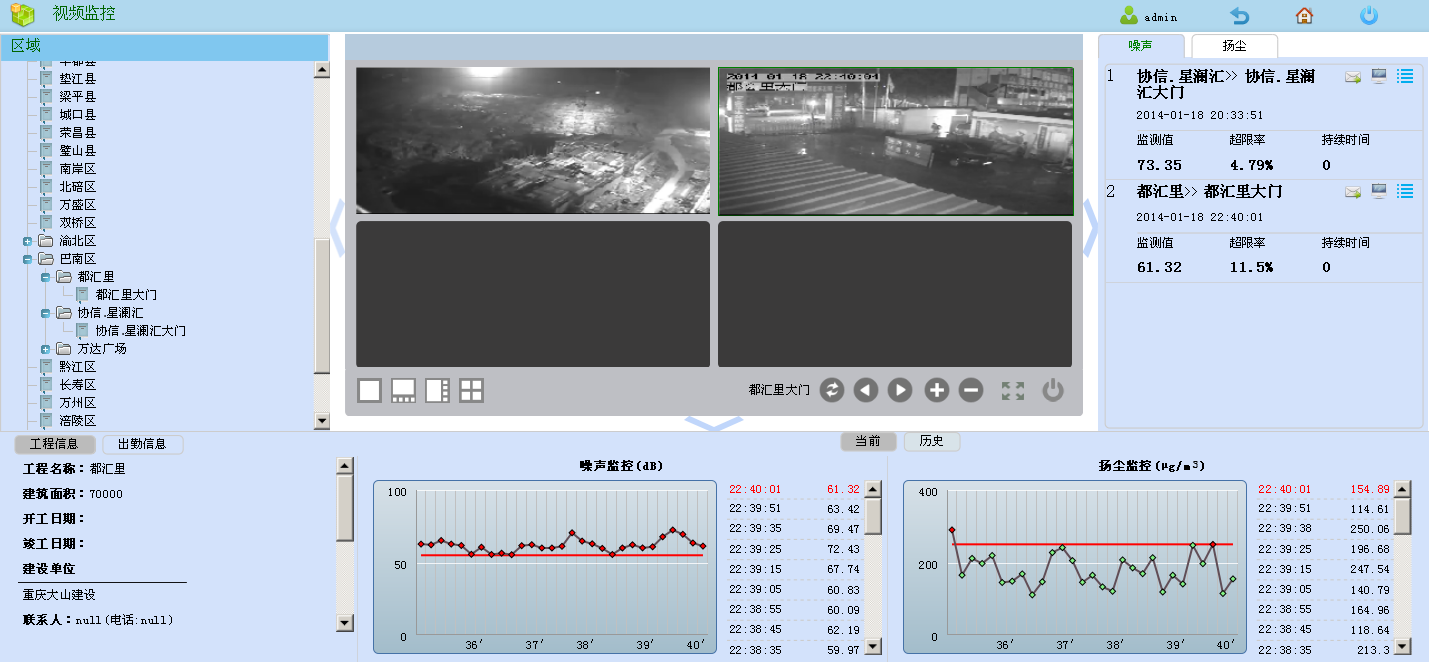 视频监控
admin
区域
丰都县
垫江县
梁平县
城口县
荣昌县
璧山县
南岸区
北碚区
万盛区
双桥区
渝北区
巴南区
都汇里
都汇里大门
协信.星澜汇
协信.星澜汇大门
万达广场
黔江区
长寿区
万州区
涪陵区
2014-01-18 22:40:04
都汇里大门
都汇里大门
噪声
扬尘
1
协信.星澜汇>> 协信.星澜
汇大门
2014-01-18 20:33:51
监测值 超限率 持续时间
73.35 4.79% 0
2
都汇里>> 都汇里大门
2014-01-18 22:40:01
监测值 超限率 持续时间
61.32 11.5% 0
工程信息
出勤信息
工程名称：都汇里
建筑面积：70000
开工日期：
竣工日期：
建设单位
重庆大山建设
联系人：null(电话:null)
当前
历史
噪声监控(dB)
100
50
0
36′ 37′ 38′ 39′ 40′
22:40:01 61.32
22:39:51 63.42
22:39:35 69.47
22:39:25 72.43
22:39:15 67.74
22:39:05 60.83
22:38:55 60.09
22:38:45 62.19
22:38:35 59.97
扬尘监控(μg/m³)
400
200
0
36′ 37′ 38′ 39′ 40′
22:40:01 154.89
22:39:51 114.61
22:39:38 250.06
22:39:25 196.68
22:39:15 247.54
22:39:05 140.79
22:38:55 164.96
22:38:45 118.64
22:38:35 213.3